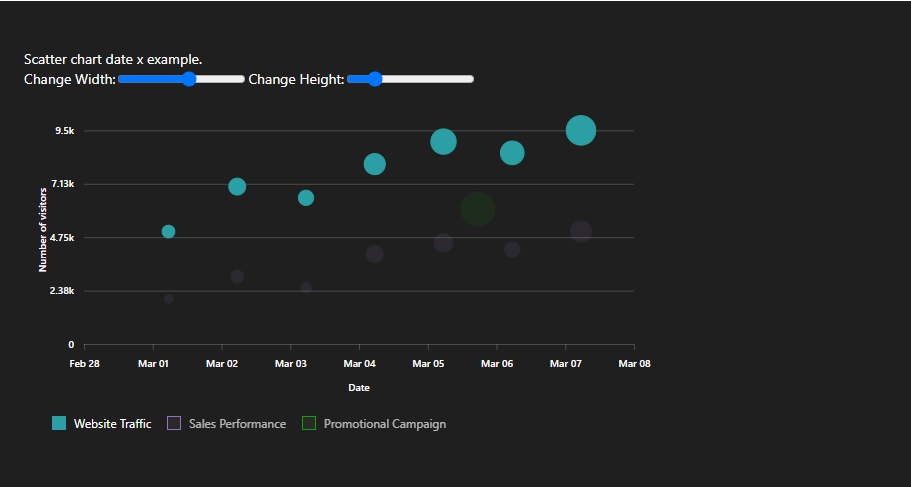 Scatter chart date x example.
Change Width: Change Height:
9.5k
7.13k
4.75k
2.38k
0
Number of visitors
Feb 28 Mar 01 Mar 02 Mar 03 Mar 04 Mar 05 Mar 06 Mar 07 Mar 08
Date
Website Traffic Sales Performance Promotional Campaign